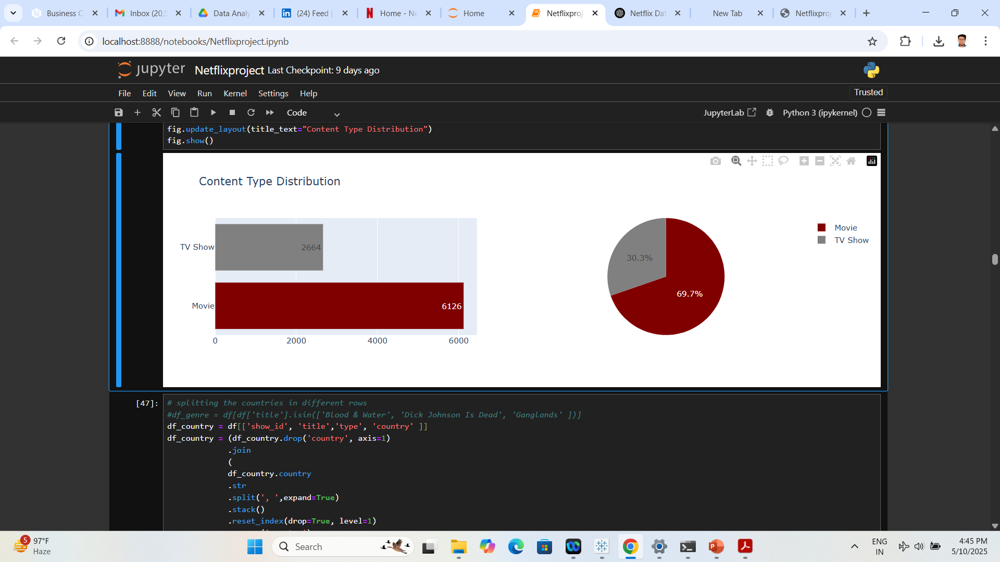 Business C
Inbox (20,5
Data Analy
(24) Feed |
Home - Ne
Home
Netflixproj
Netflix Dat
New Tab
Netflixproj
localhost:8888/notebooks/Netflixproject.ipynb
jupyter Netflixproject Last Checkpoint: 9 days ago
File Edit View Run Kernel Settings Help
Trusted
Code
JupyterLab
Python 3 (ipykernel)
fig.update_layout(title_text="Content Type Distribution")
fig.show()
Content Type Distribution
TV Show
2664
Movie
6126
0 2000 4000 6000
30.3%
69.7%
Movie
TV Show
[47]:
# splitting the countries in different rows
#df_genre = df[df['title'].isin(['Blood & Water', 'Dick Johnson Is Dead', 'Ganglands' ])]
df_country = df[['show_id', 'title','type', 'country' ]]
df_country = (df_country.drop('country', axis=1)
.join
(
df_country.country
.str
.split(', ',expand=True)
.stack()
.reset_index(drop=True, level=1)
5
97°F
Haze
Search
ENG
IN
4:45 PM
5/10/2025